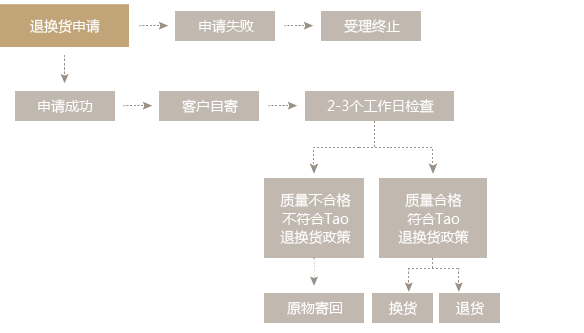 退换货申请
申请失败
受理终止
申请成功
客户自寄
2-3个工作日检查
质量不合格
不符合Tao
退换货政策
质量合格
符合Tao
退换货政策
原物寄回
换货
退货